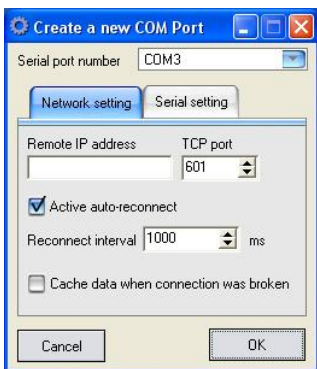 Create a new COM Port
Serial port number COM3
Network setting Serial setting
Remote IP address TCP port
601
Active auto-reconnect
Reconnect interval 1000 ms
Cache data when connection was broken
Cancel OK